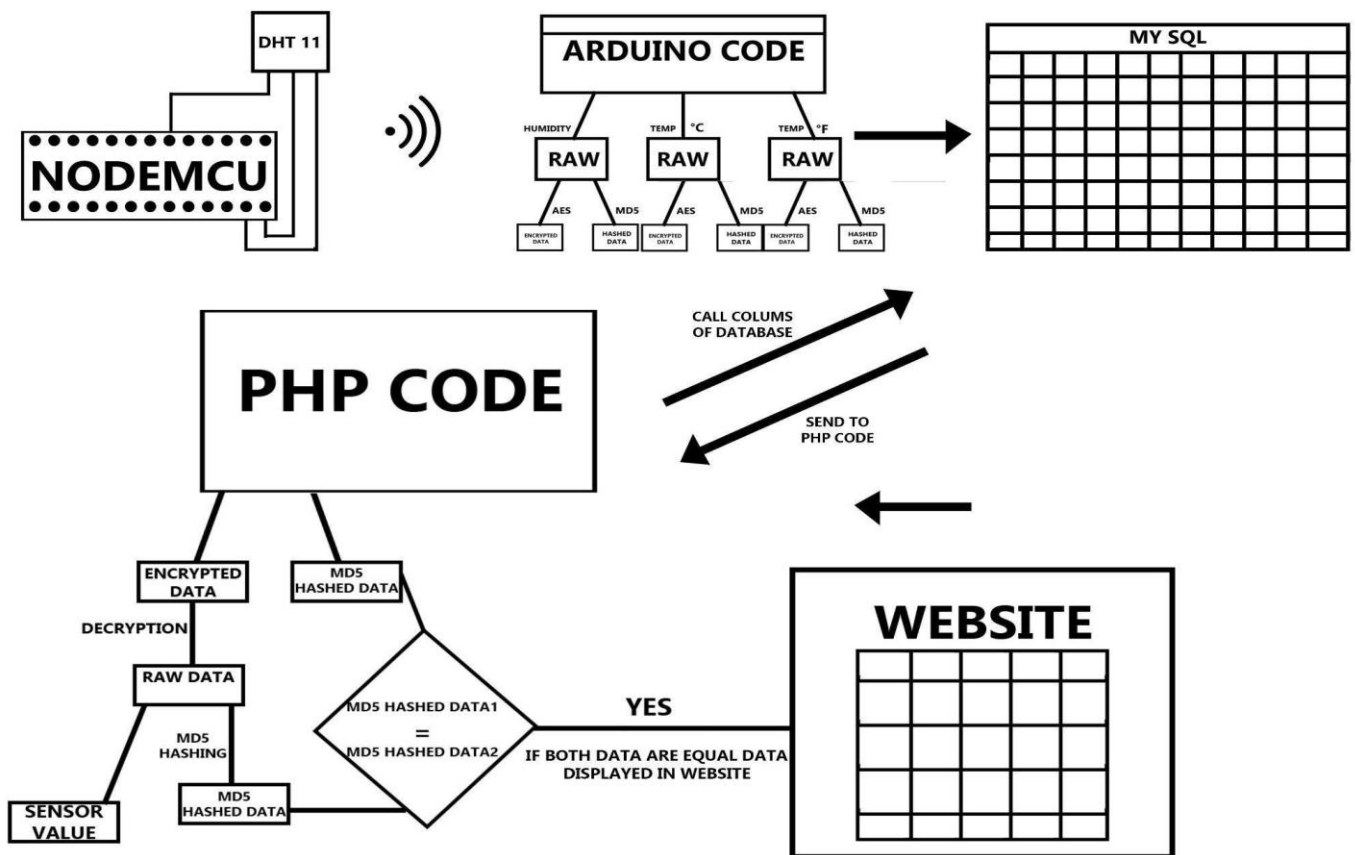 DHT 11
NODEMCU
ARDUINO CODE
HUMIDITY
TEMP °C
TEMP °F
RAW
RAW
RAW
AES
MD5
AES
MD5
AES
MD5
ENCRYPTED
DATA
HASHED
DATA
ENCRYPTED
DATA
HASHED
DATA
ENCRYPTED
DATA
HASHED
DATA
MY SQL
CALL COLUMS
OF DATABASE
SEND TO
PHP CODE
PHP CODE
ENCRYPTED
DATA
MD5
HASHED DATA
DECRYPTION
RAW DATA
MD5
HASHING
SENSOR
VALUE
MD5
HASHED DATA
MD5 HASHED DATA1
=
MD5 HASHED DATA2
YES
IF BOTH DATA ARE EQUAL DATA
DISPLAYED IN WEBSITE
WEBSITE